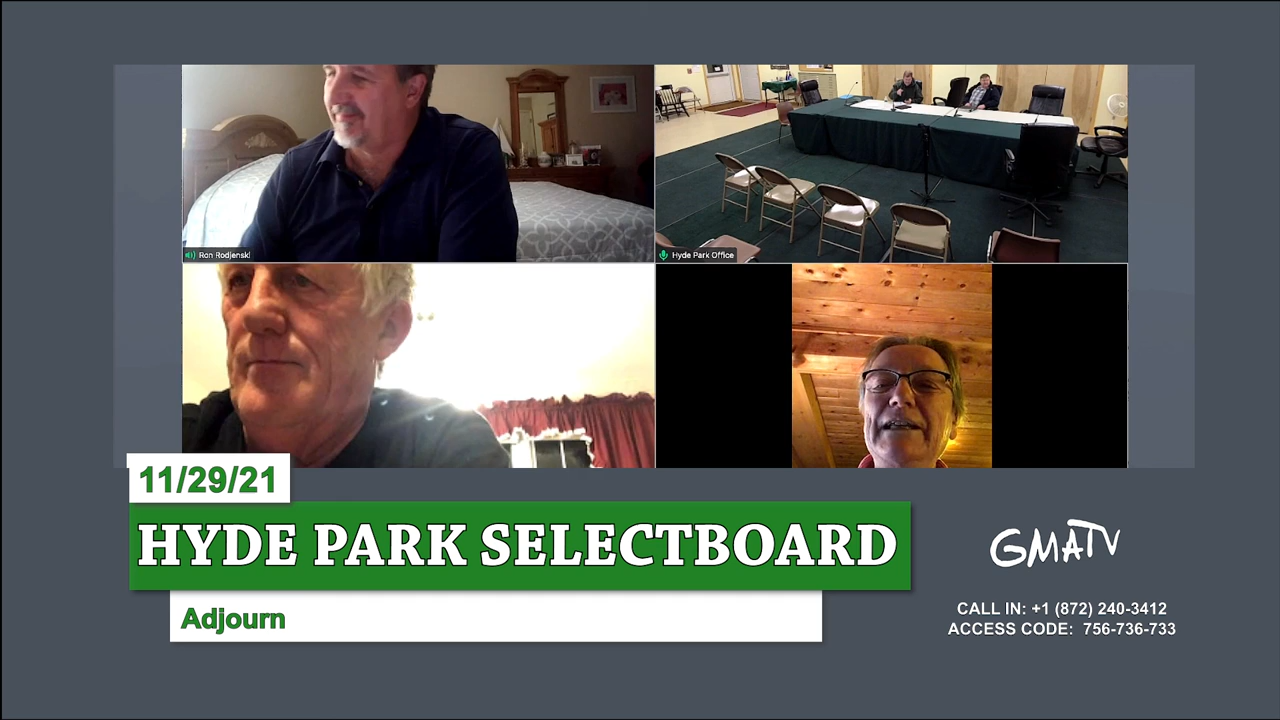 Ron Rodjenski
Hyde Park Office
11/29/21
HYDE PARK SELECTBOARD
Adjourn
GMATV
CALL IN: +1 (872) 240-3412
ACCESS CODE: 756-736-733